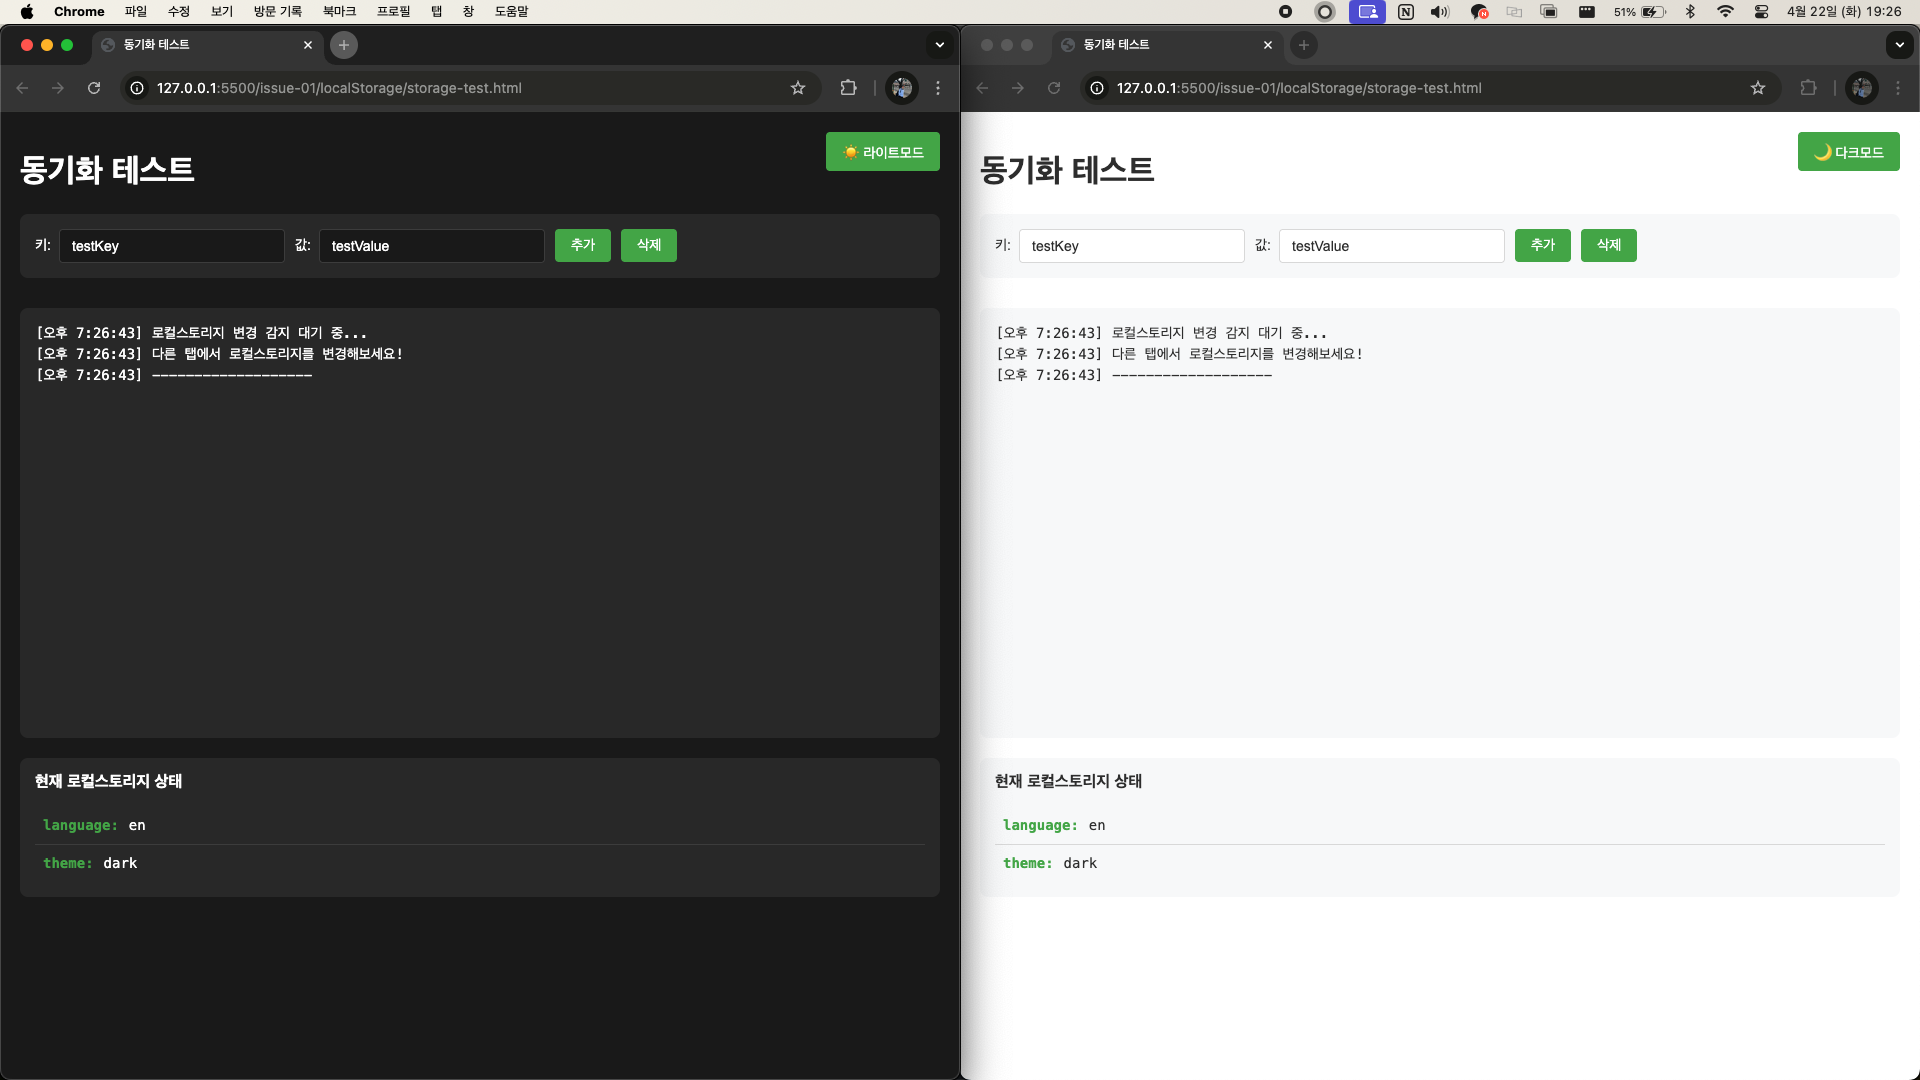 Chrome 파일 수정 보기 방문 기록 북마크 프로필 탭 창 도움말 51% 4월 22일 (화) 19:26
동기화 테스트
127.0.0.1:5500/issue-01/localStorage/storage-test.html
☀️ 라이트모드
동기화 테스트
키: testKey 값: testValue 추가 삭제
[오후 7:26:43] 로컬스토리지 변경 감지 대기 중...
[오후 7:26:43] 다른 탭에서 로컬스토리지를 변경해보세요!
[오후 7:26:43] -------------------
현재 로컬스토리지 상태
language: en
theme: dark
동기화 테스트
127.0.0.1:5500/issue-01/localStorage/storage-test.html
🌙 다크모드
동기화 테스트
키: testKey 값: testValue 추가 삭제
[오후 7:26:43] 로컬스토리지 변경 감지 대기 중...
[오후 7:26:43] 다른 탭에서 로컬스토리지를 변경해보세요!
[오후 7:26:43] -------------------
현재 로컬스토리지 상태
language: en
theme: dark